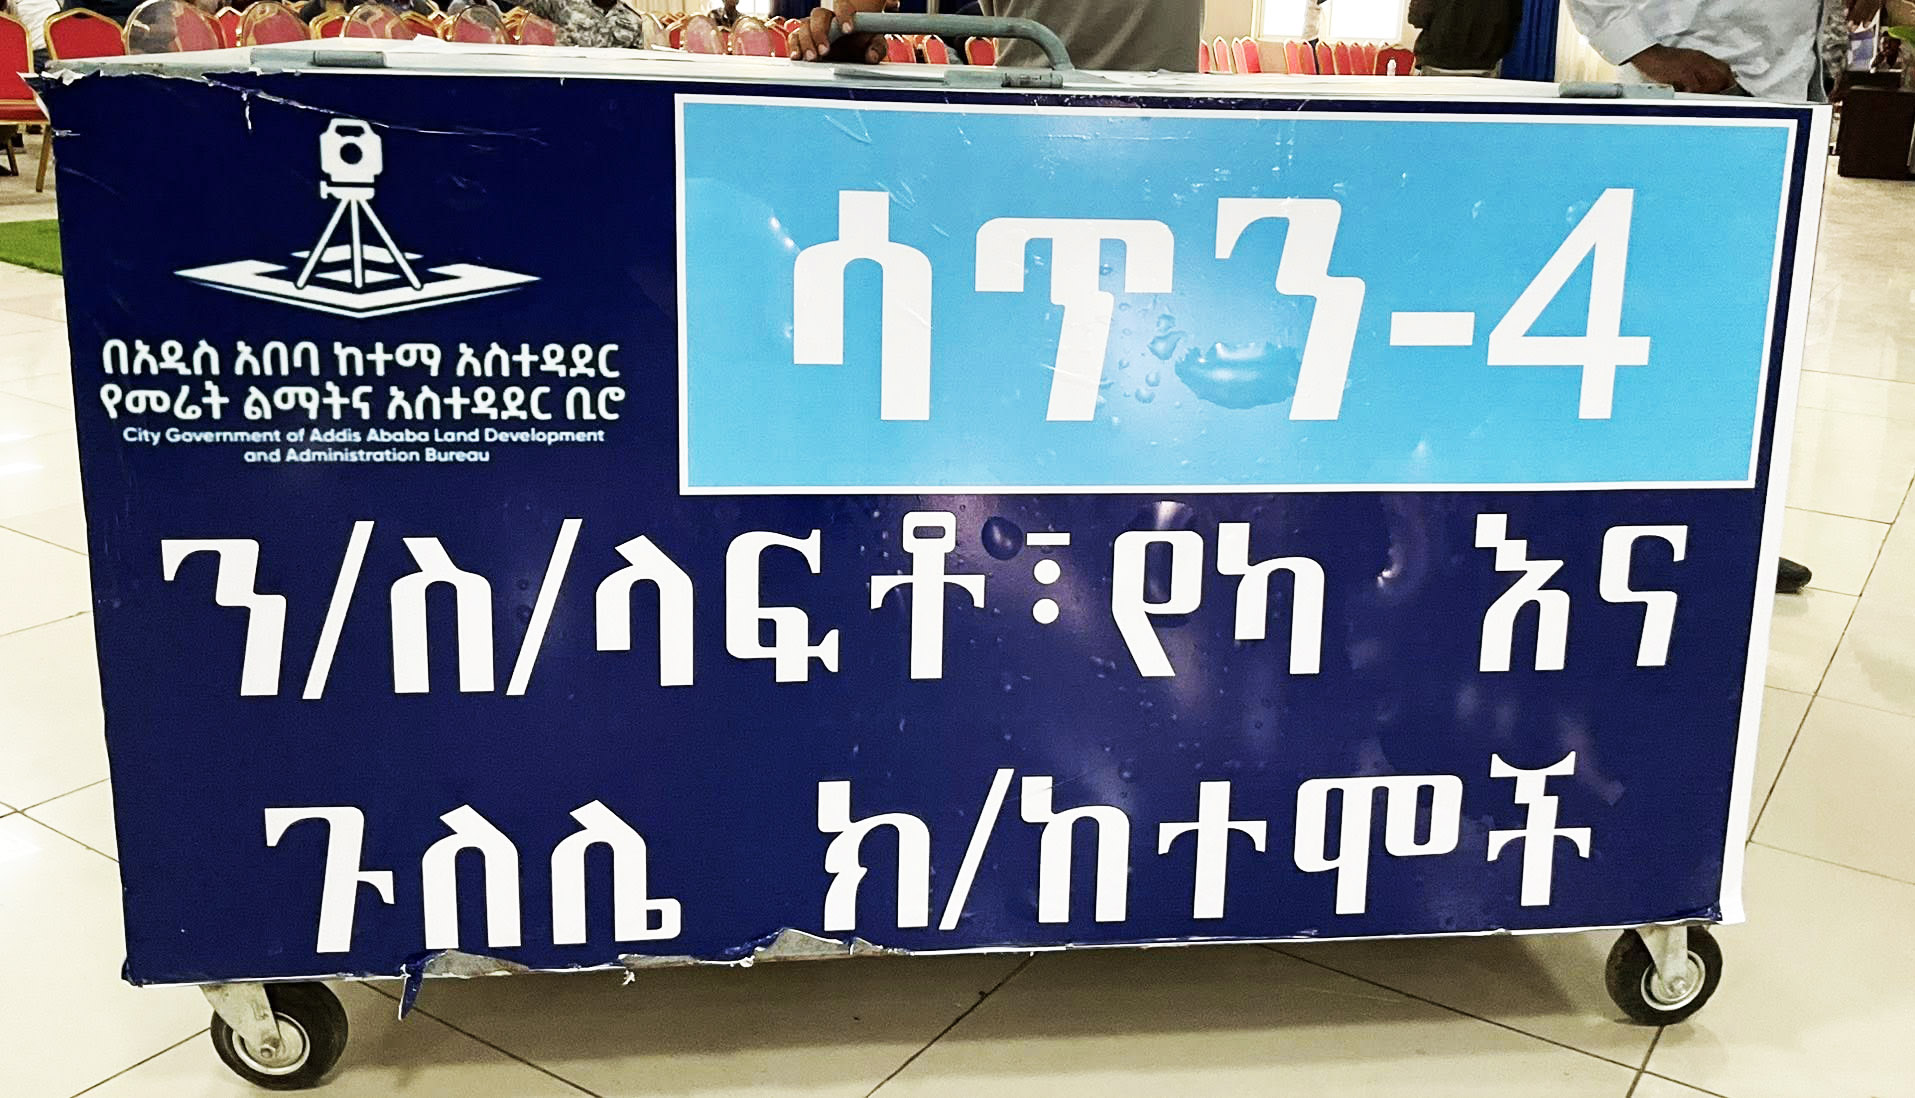 በአዲስ አበባ ከተማ አስተዳደር
የመሬት ልማትና አስተዳደር ቢሮ
City Government of Addis Ababa Land Development
and Administration Bureau
ሳጥን-4
ን/ስ/ላፍቶ፣የካ እና
ጉለሌ ክ/ከተሞች